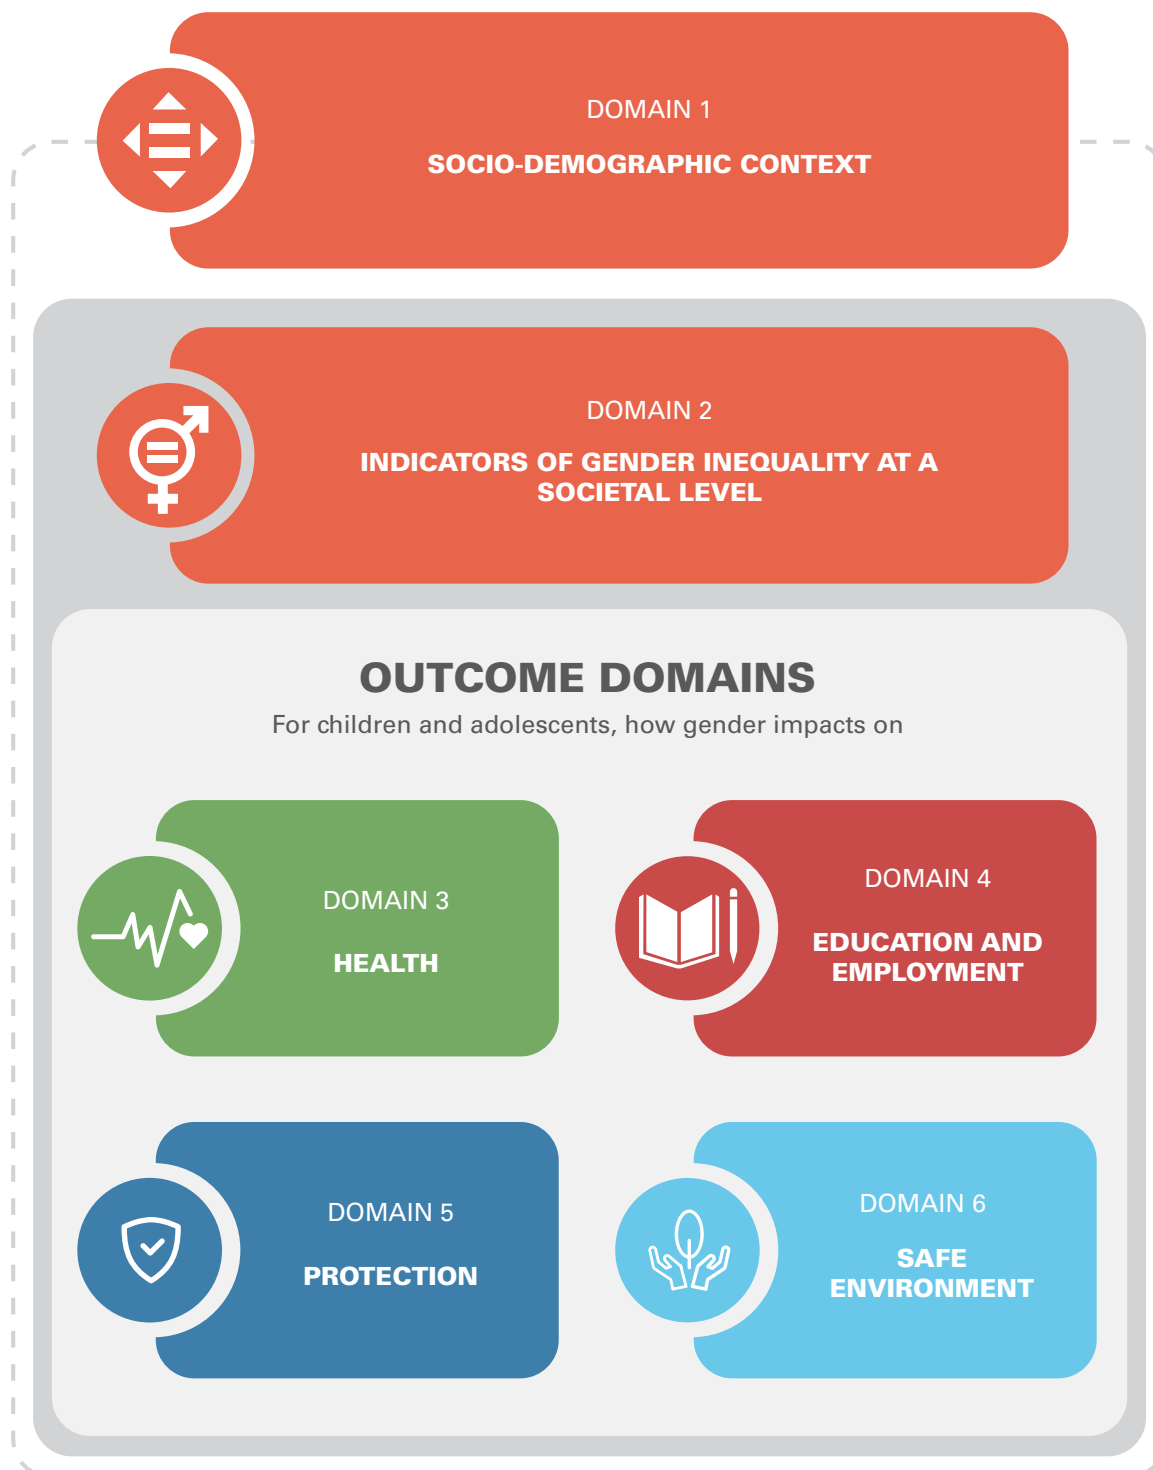 DOMAIN 1
SOCIO-DEMOGRAPHIC CONTEXT
DOMAIN 2
INDICATORS OF GENDER INEQUALITY AT A
SOCIETAL LEVEL
OUTCOME DOMAINS
For children and adolescents, how gender impacts on
DOMAIN 3
HEALTH
DOMAIN 4
EDUCATION AND
EMPLOYMENT
DOMAIN 5
PROTECTION
DOMAIN 6
SAFE
ENVIRONMENT